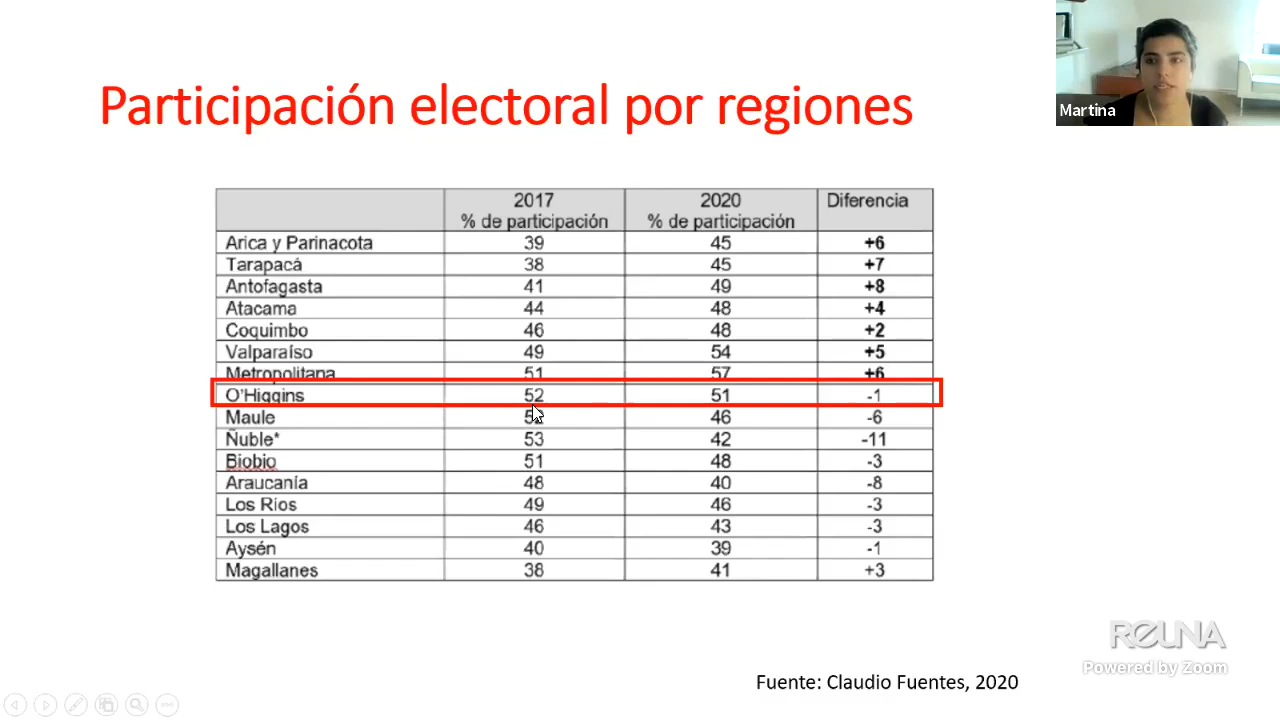 Martina
Participación electoral por regiones
2017 2020 Diferencia
% de participación % de participación
Arica y Parinacota 39 45 +6
Tarapacá 38 45 +7
Antofagasta 41 49 +8
Atacama 44 48 +4
Coquimbo 46 48 +2
Valparaíso 49 54 +5
Metropolitana 51 57 +6
O'Higgins 52 51 -1
Maule 46 -6
Ñuble* 53 42 -11
Biobio 51 48 -3
Araucanía 48 40 -8
Los Ríos 49 46 -3
Los Lagos 46 43 -3
Aysén 40 39 -1
Magallanes 38 41 +3
REUNA
Powered by Zoom
Fuente: Claudio Fuentes, 2020